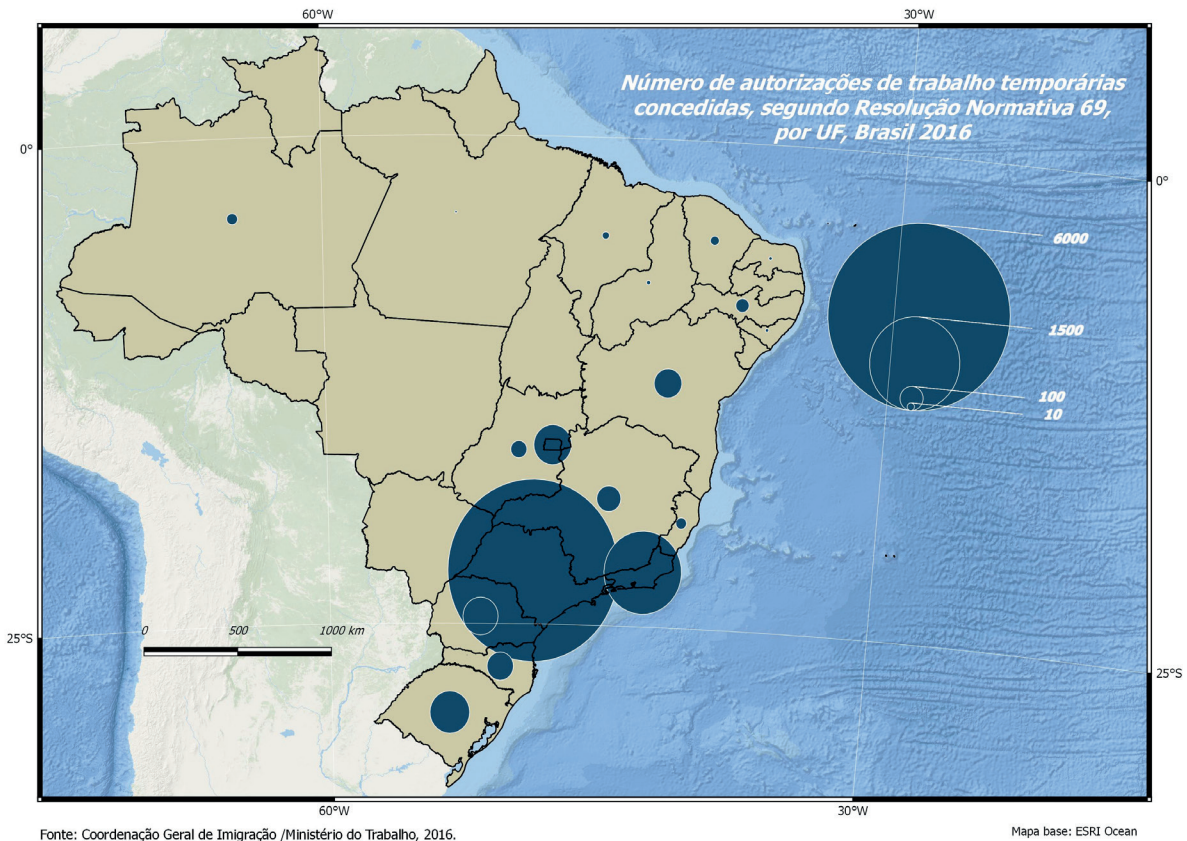 60°W
30°W
Número de autorizações de trabalho temporárias
concedidas, segundo Resolução Normativa 69,
por UF, Brasil 2016
0°
0°
6000
1500
100
10
0 500 1000 km
25°S
25°S
60°W
30°W
Fonte: Coordenação Geral de Imigração /Ministério do Trabalho, 2016.
Mapa base: ESRI Ocean